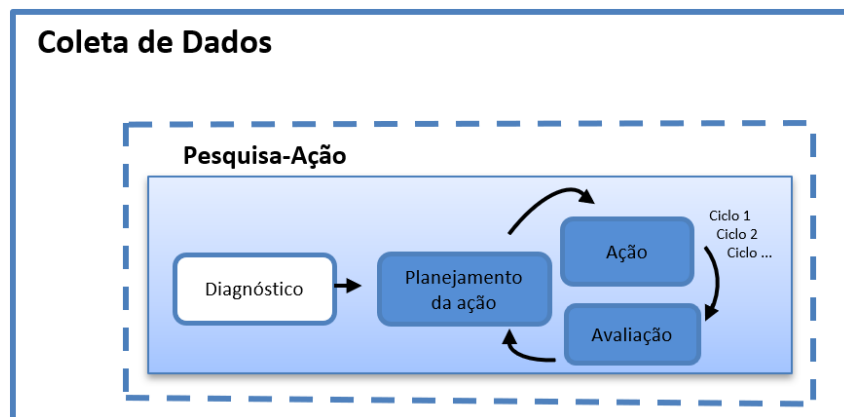 Coleta de Dados
Pesquisa-Ação
Diagnóstico
Planejamento
da ação
Ação
Ciclo 1
Ciclo 2
Ciclo ...
Avaliação